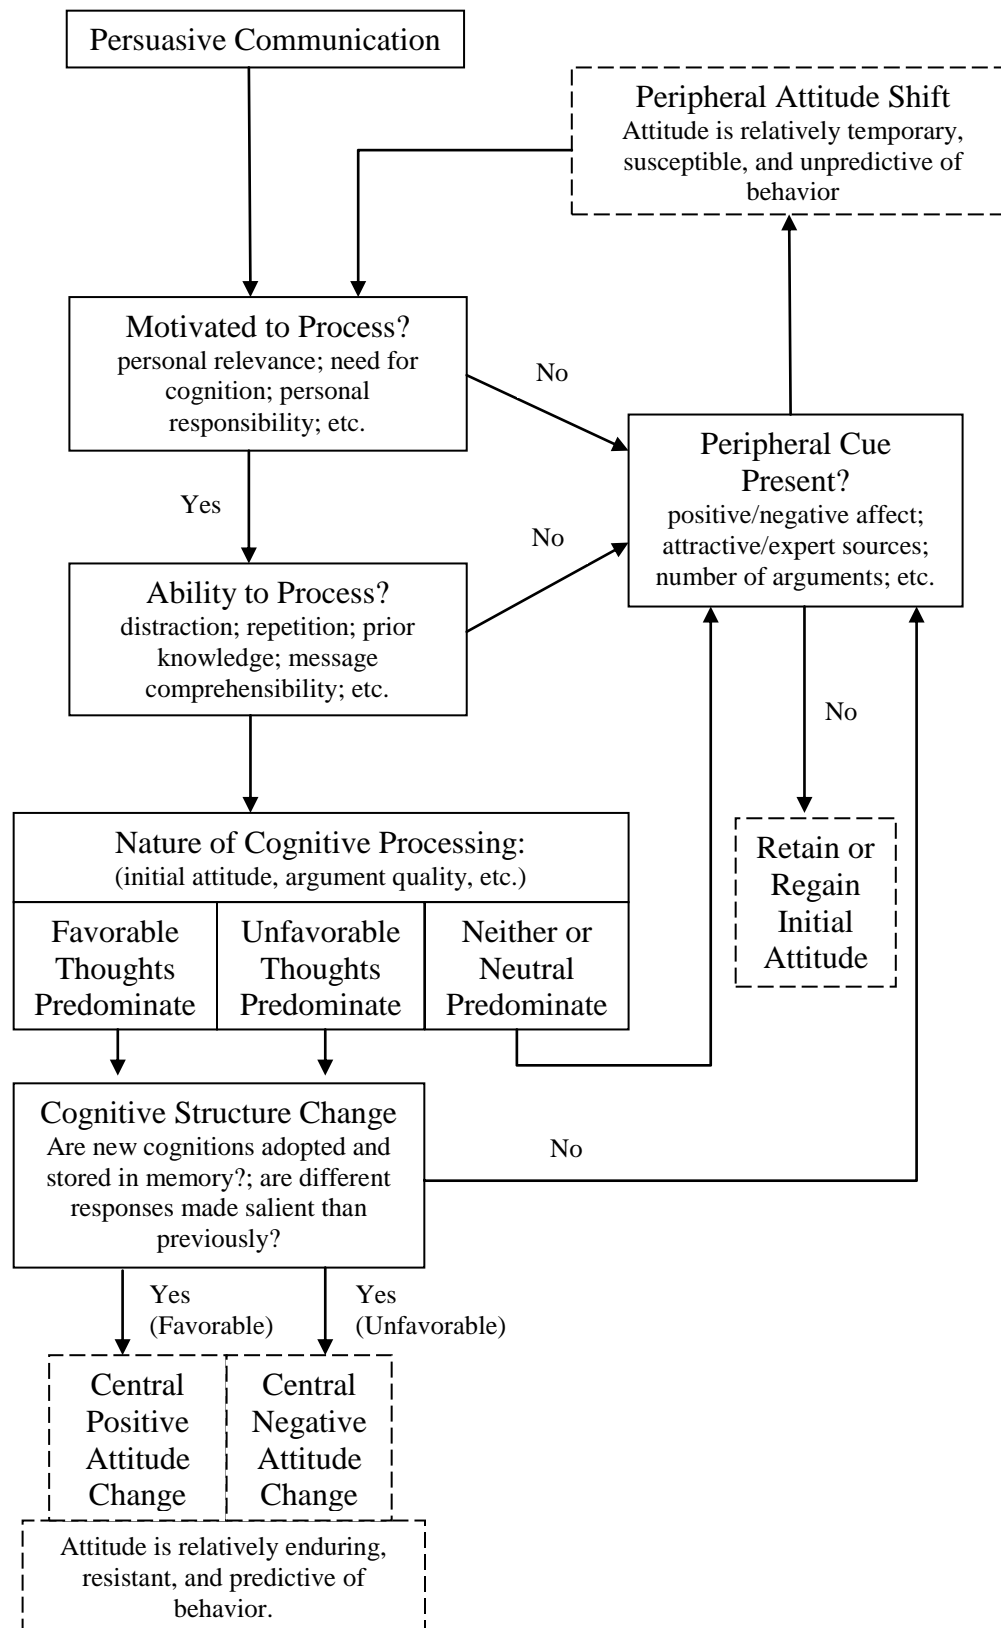 Persuasive Communication
Peripheral Attitude Shift
Attitude is relatively temporary,
susceptible, and unpredictive of
behavior
Motivated to Process?
personal relevance; need for
cognition; personal
responsibility; etc.
No
Yes
Peripheral Cue
Present?
positive/negative affect;
attractive/expert sources;
number of arguments; etc.
No
Ability to Process?
distraction; repetition; prior
knowledge; message
comprehensibility; etc.
No
Nature of Cognitive Processing:
(initial attitude, argument quality, etc.)
Favorable
Thoughts
Predominate
Unfavorable
Thoughts
Predominate
Neither or
Neutral
Predominate
Retain or
Regain
Initial
Attitude
Cognitive Structure Change
Are new cognitions adopted and
stored in memory?; are different
responses made salient than
previously?
No
Yes
(Favorable)
Yes
(Unfavorable)
Central
Positive
Attitude
Change
Central
Negative
Attitude
Change
Attitude is relatively enduring,
resistant, and predictive of
behavior.